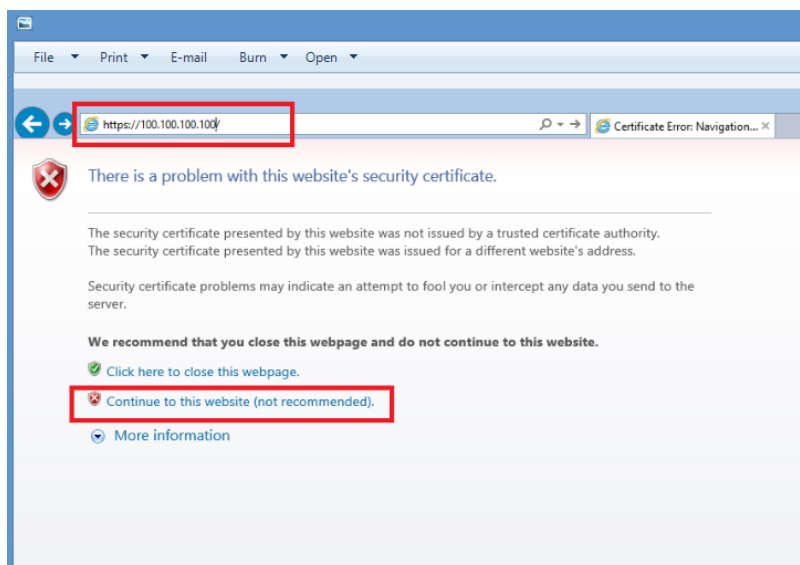 File Print E-mail Burn Open
https://100.100.100.100/
Certificate Error: Navigation...
There is a problem with this website's security certificate.
The security certificate presented by this website was not issued by a trusted certificate authority.
The security certificate presented by this website was issued for a different website's address.
Security certificate problems may indicate an attempt to fool you or intercept any data you send to the
server.
We recommend that you close this webpage and do not continue to this website.
Click here to close this webpage.
Continue to this website (not recommended).
More information